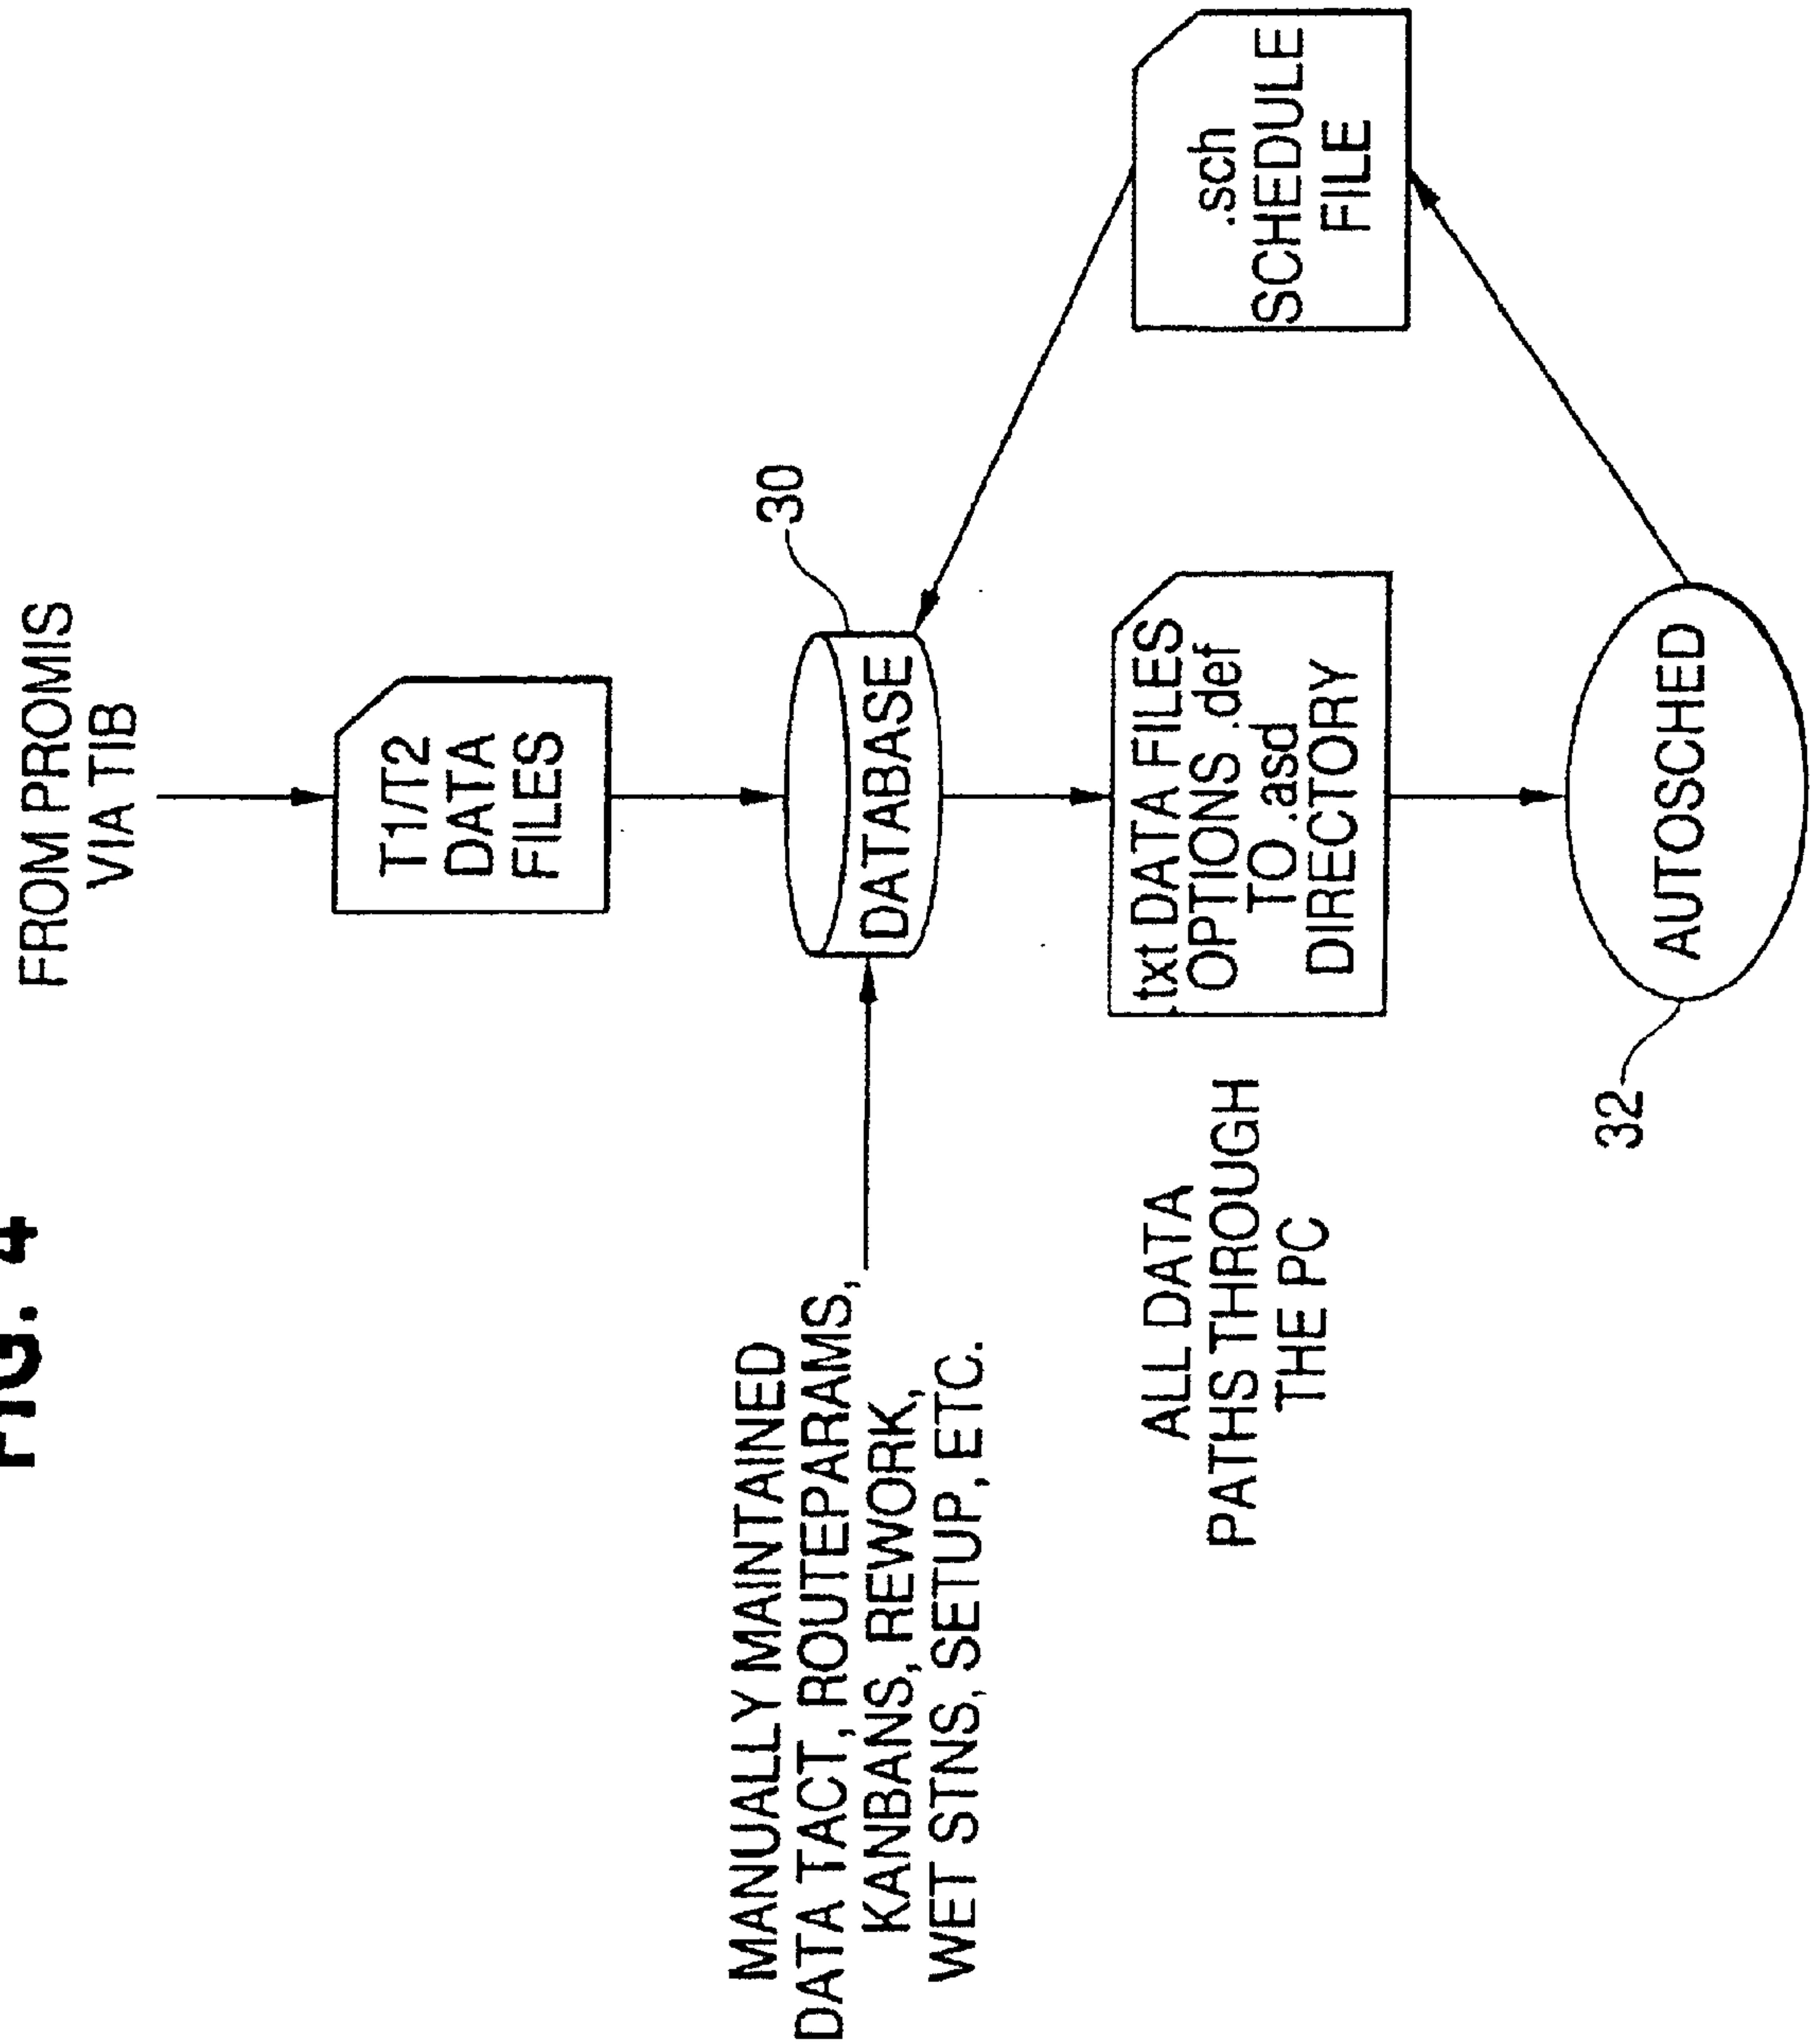 FIG. 4
FROM PROMIS
VIA TIB
T1/T2
DATA
FILES
30
DATABASE
MANUALLY MAINTAINED
DATA TACT, ROUTEPARAMS,
KANBANS, REWORK,
WET STNS, SETUP, ETC.
.txt DATA FILES
OPTIONS .def
TO .asd
DIRECTORY
.sch
SCHEDULE
FILE
ALL DATA
PATHS THROUGH
THE PC
32
AUTOSCHED